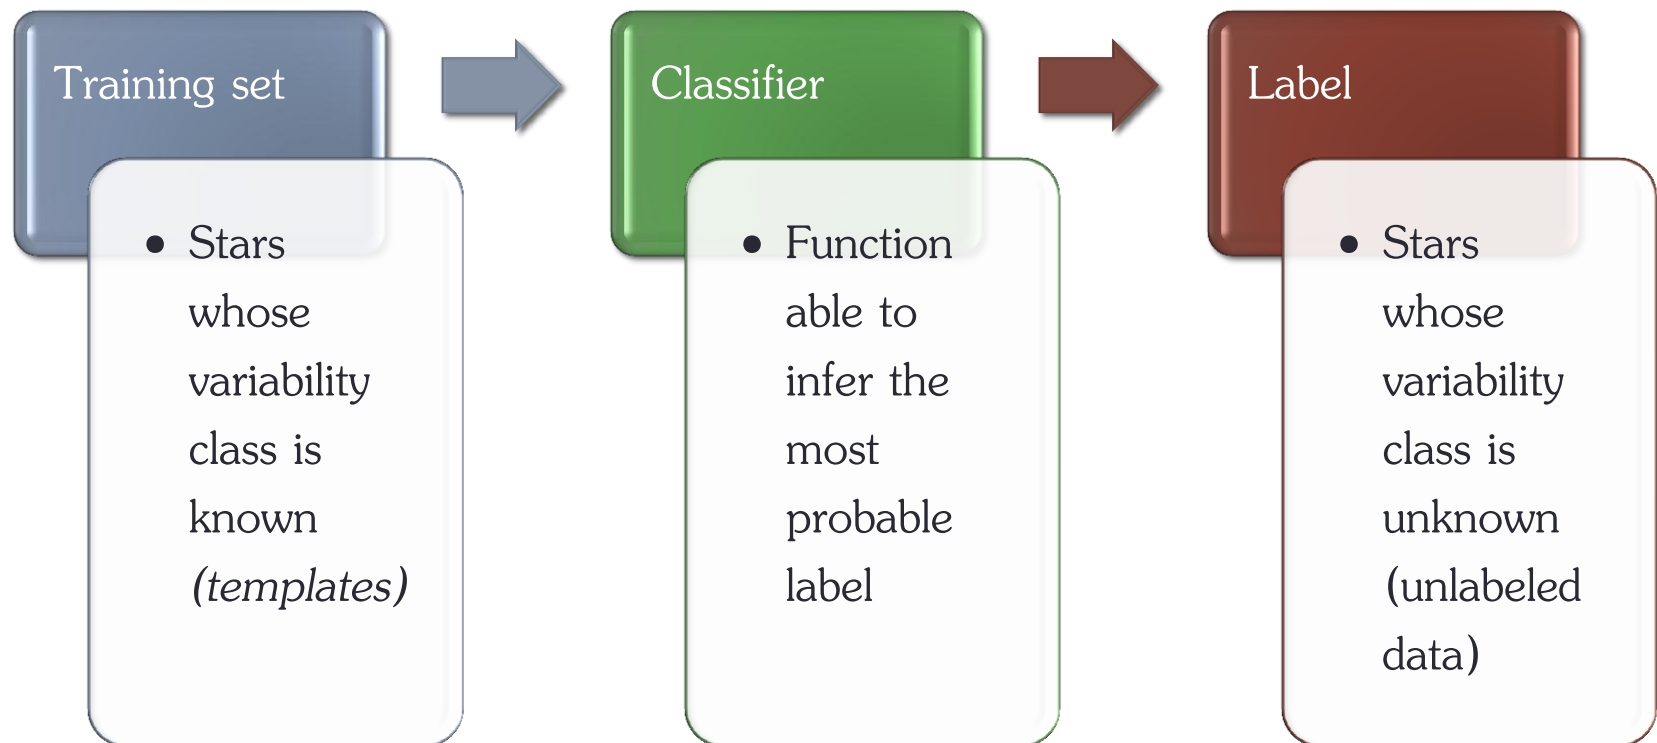 Training set
• Stars
whose
variability
class is
known
(templates)
Classifier
• Function
able to
infer the
most
probable
label
Label
• Stars
whose
variability
class is
unknown
(unlabeled
data)